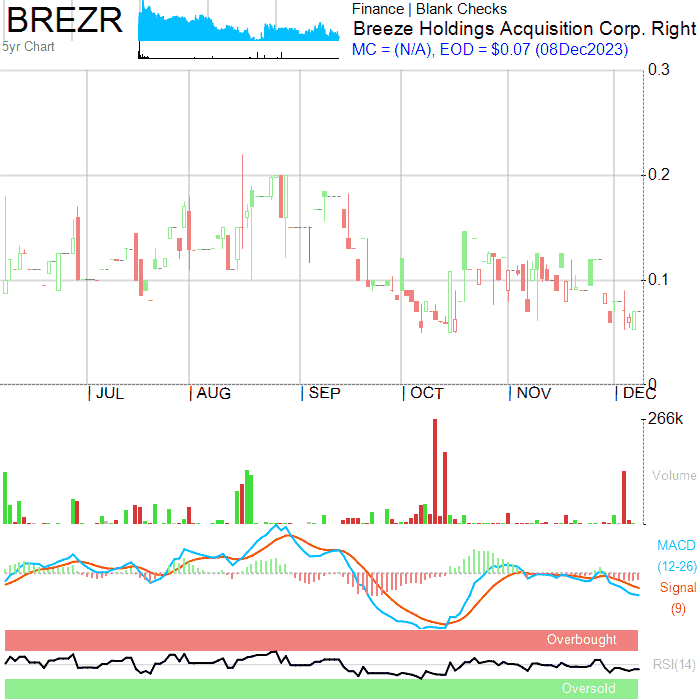 BREZR
5yr Chart
Finance | Blank Checks
Breeze Holdings Acquisition Corp. Right
MC = (N/A), EOD = $0.07 (08Dec2023)
0.3
0.2
0.1
0
JUL
AUG
SEP
OCT
NOV
DEC
266k
Volume
MACD
(12-26)
Signal
(9)
Overbought
RSI(14)
Oversold